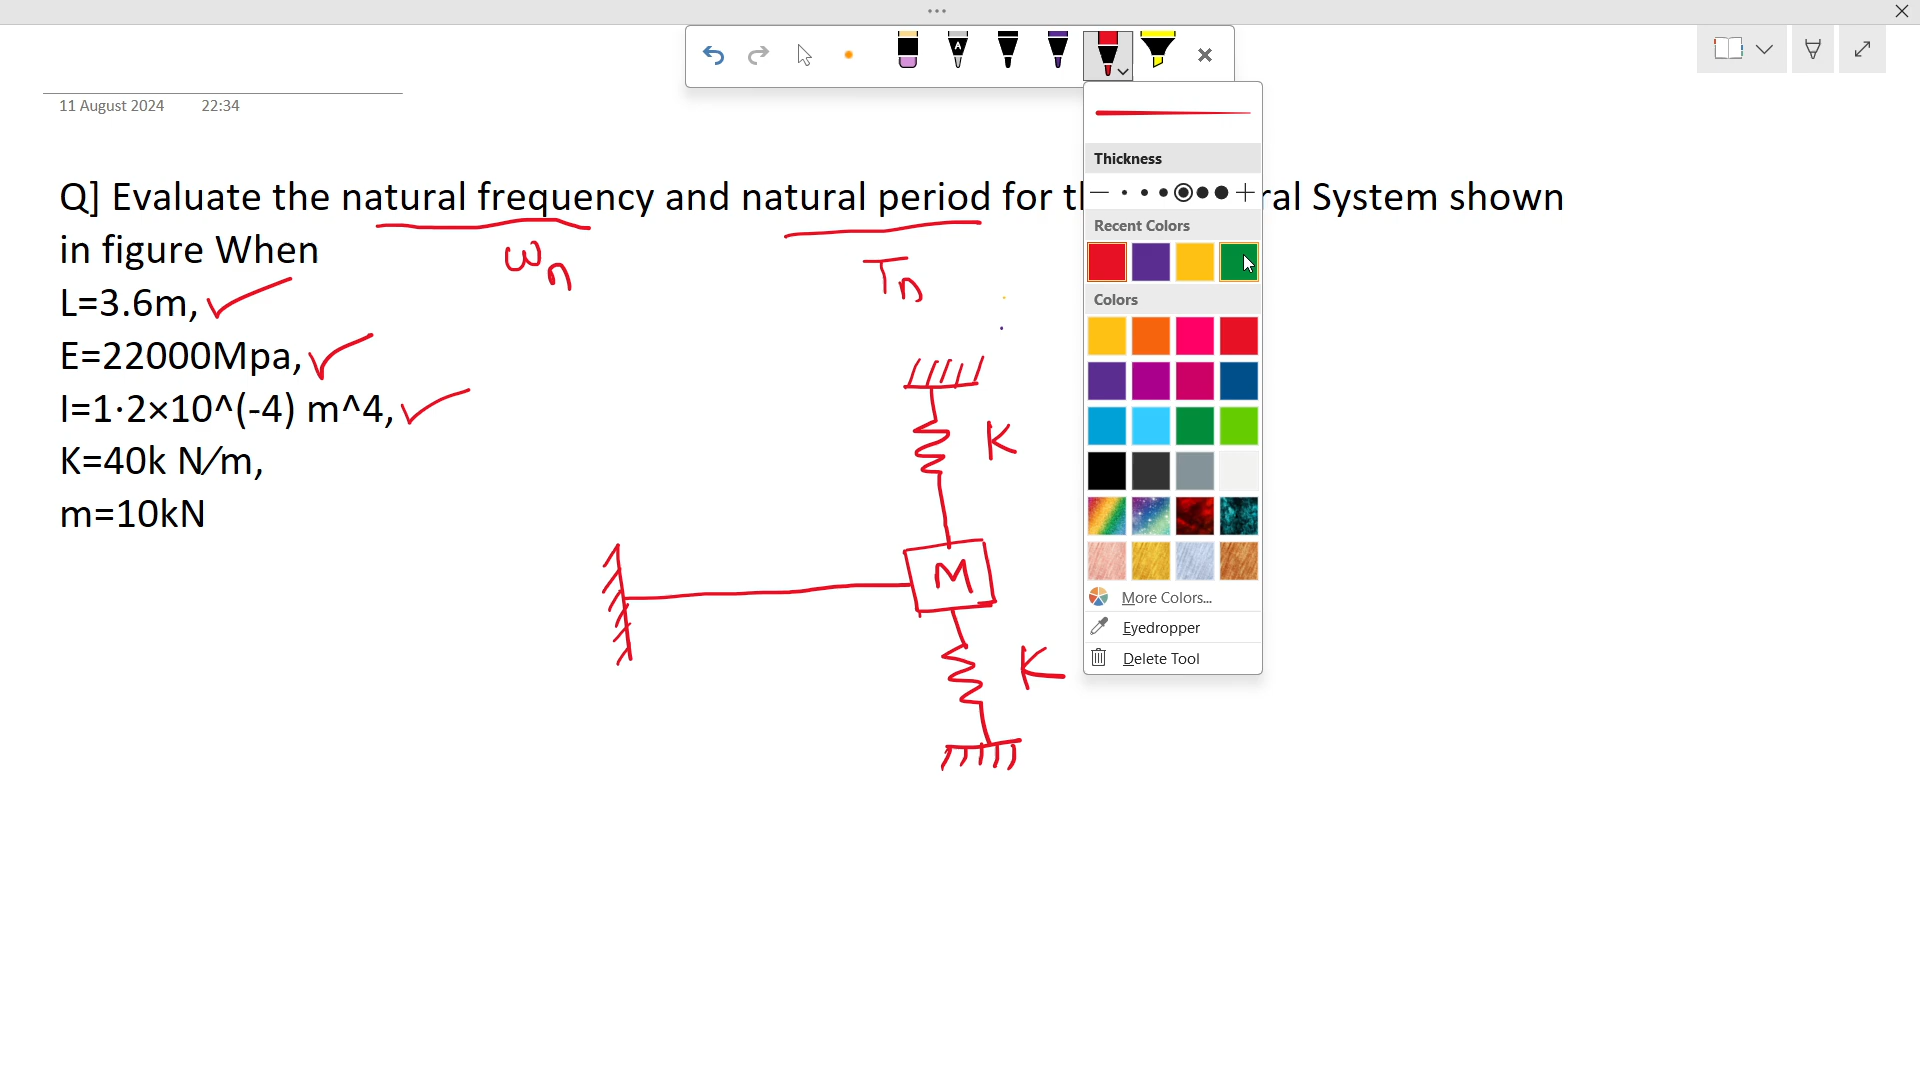 11 August 2024 22:34
Thickness
Recent Colors
Colors
More Colors...
Eyedropper
Delete Tool
Q] Evaluate the natural frequency and natural period for ral System shown
in figure When
ωn
Tn
L=3.6m,
E=22000Mpa,
I=1·2×10^(-4) m^4,
K=40k N/m,
m=10kN
K
M
K